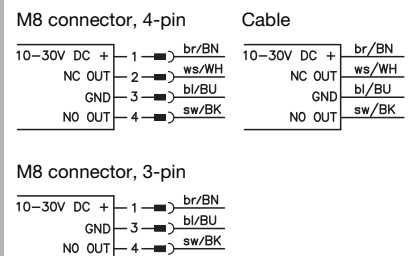 M8 connector, 4-pin
10–30V DC + 1 br/BN
NC OUT 2 ws/WH
GND 3 bl/BU
NO OUT 4 sw/BK
Cable
10–30V DC + br/BN
NC OUT ws/WH
GND bl/BU
NO OUT sw/BK
M8 connector, 3-pin
10–30V DC + 1 br/BN
GND 3 bl/BU
NO OUT 4 sw/BK